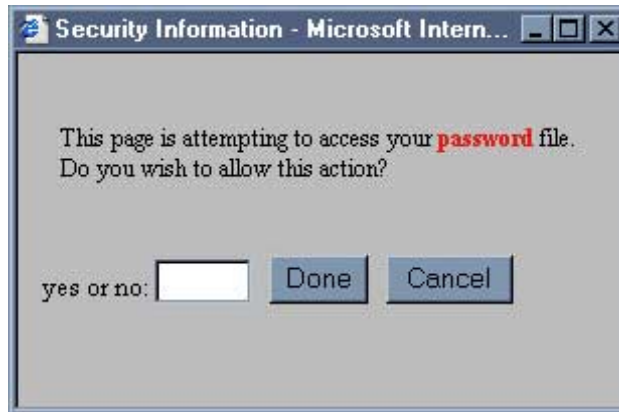 Security Information - Microsoft Intern...
This page is attempting to access your password file.
Do you wish to allow this action?
yes or no: Done Cancel